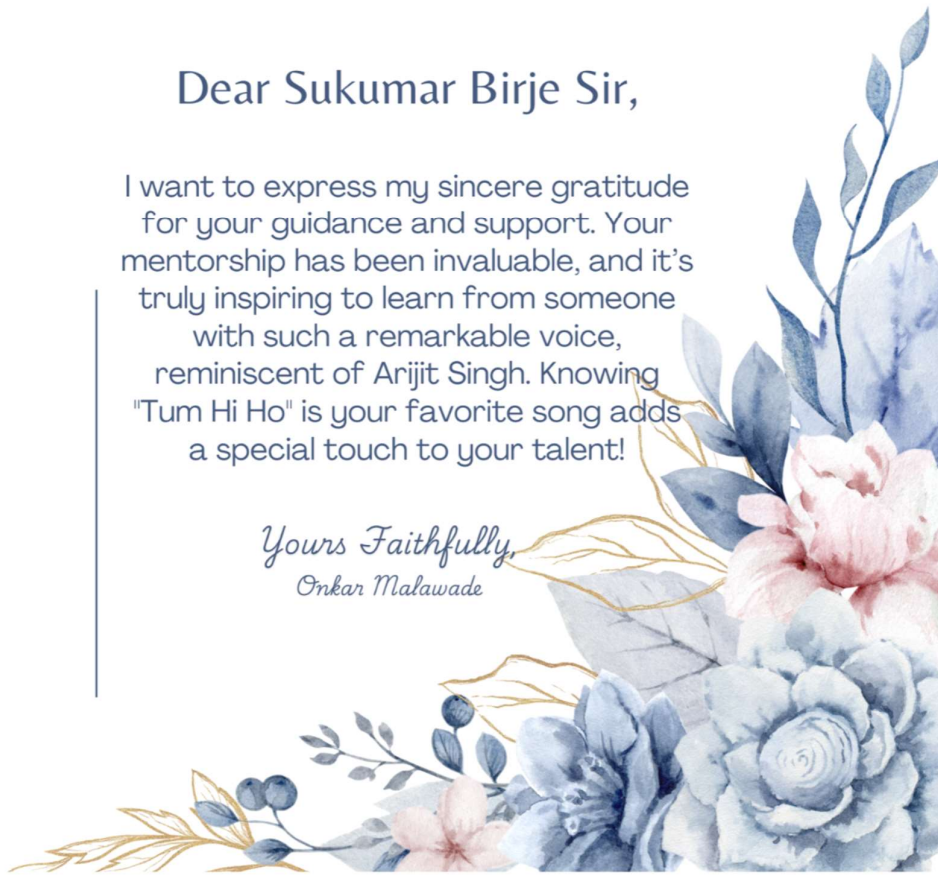 Dear Sukumar Birje Sir,
I want to express my sincere gratitude
for your guidance and support. Your
mentorship has been invaluable, and it's
truly inspiring to learn from someone
with such a remarkable voice,
reminiscent of Arijit Singh. Knowing
"Tum Hi Ho" is your favorite song adds
a special touch to your talent!
Yours Faithfully,
Onkar Malawade